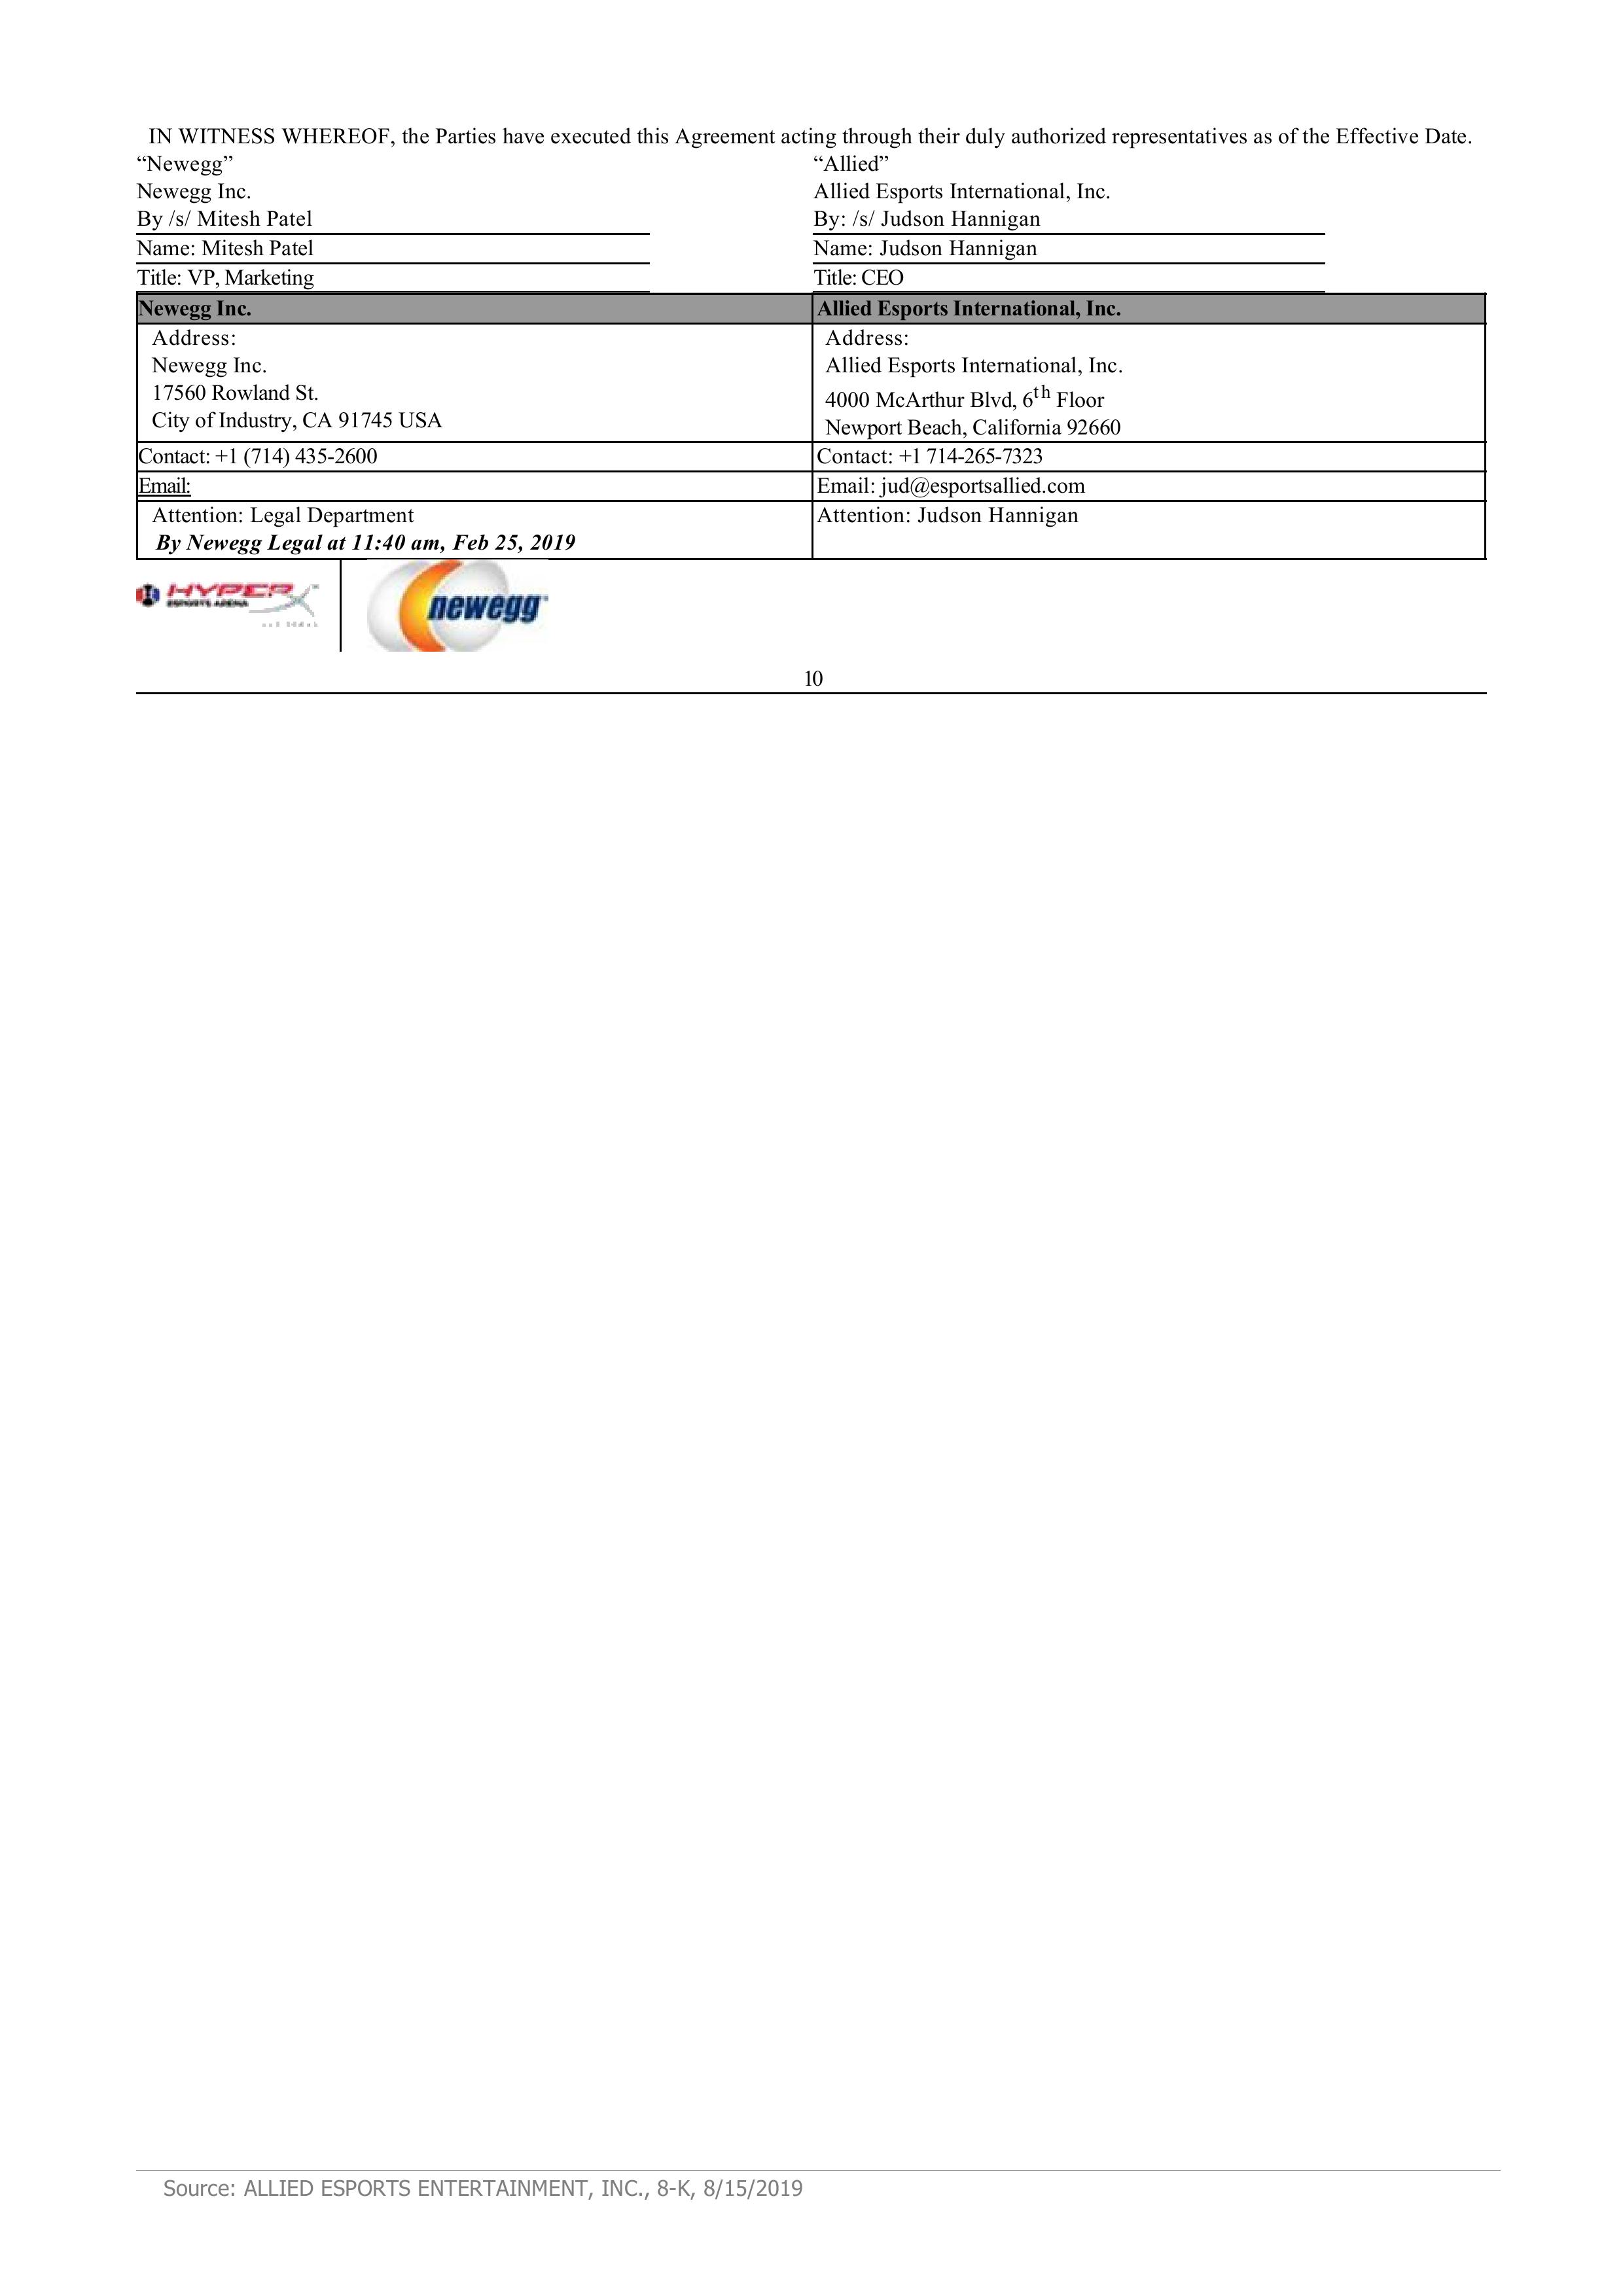 IN WITNESS WHEREOF, the Parties have executed this Agreement acting through their duly authorized representatives as of the Effective Date.
“Newegg”
“Allied”
Newegg Inc.
Allied Esports International, Inc.
By /s/ Mitesh Patel
By: /s/ Judson Hannigan
Name: Mitesh Patel
Name: Judson Hannigan
Title: VP, Marketing
Title: CEO
Newegg Inc.
Allied Esports International, Inc.
Address:
Newegg Inc.
17560 Rowland St.
City of Industry, CA 91745 USA
Address:
Allied Esports International, Inc.
4000 McArthur Blvd, 6th Floor
Newport Beach, California 92660
Contact: +1 (714) 435-2600
Contact: +1 714-265-7323
Email:
Email: jud@esportsallied.com
Attention: Legal Department
By Newegg Legal at 11:40 am, Feb 25, 2019
Attention: Judson Hannigan
HYPERX
ESPORTS ARENA
newegg
10
Source: ALLIED ESPORTS ENTERTAINMENT, INC., 8-K, 8/15/2019